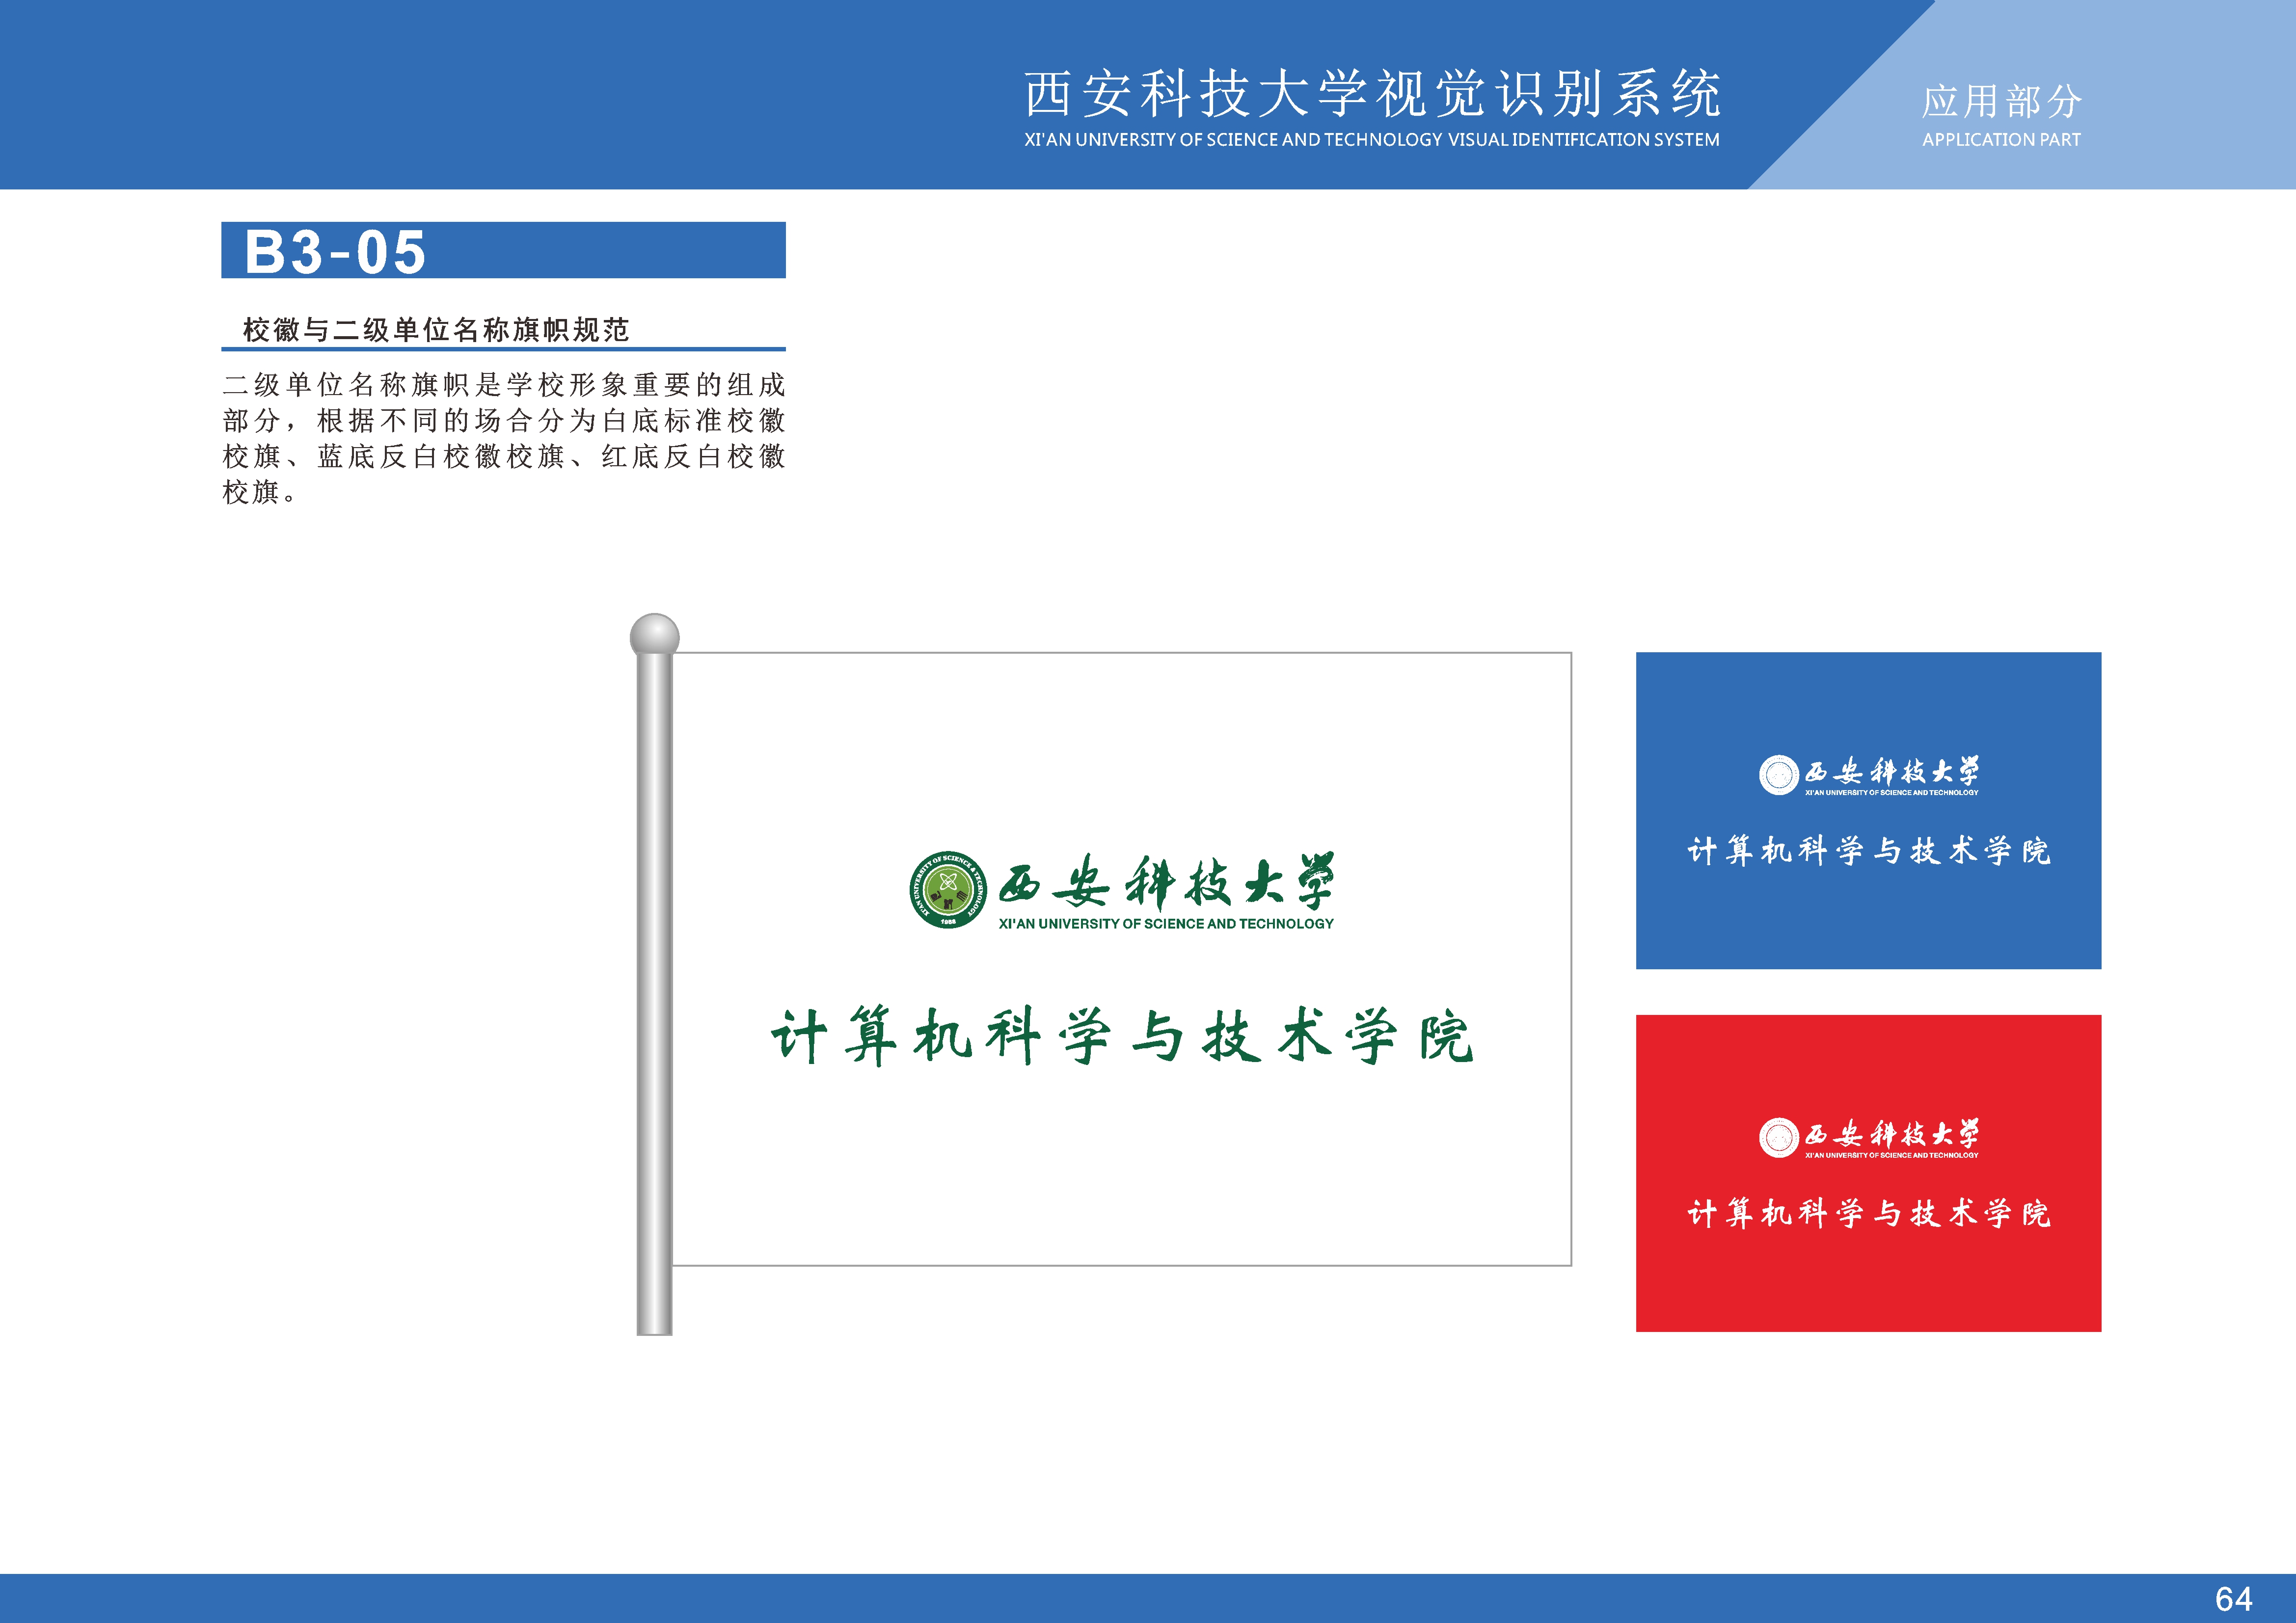 西安科技大学视觉识别系统
XI'AN UNIVERSITY OF SCIENCE AND TECHNOLOGY VISUAL IDENTIFICATION SYSTEM
应用部分
APPLICATION PART
B3-05
校徽与二级单位名称旗帜规范
二级单位名称旗帜是学校形象重要的组成
部分，根据不同的场合分为白底标准校徽
校旗、蓝底反白校徽校旗、红底反白校徽
校旗。
XI'AN UNIVERSITY OF SCIENCE & TECHNOLOGY
1958
西安科技大学
XI'AN UNIVERSITY OF SCIENCE AND TECHNOLOGY
计算机科学与技术学院
西安科技大学
XI'AN UNIVERSITY OF SCIENCE AND TECHNOLOGY
计算机科学与技术学院
西安科技大学
XI'AN UNIVERSITY OF SCIENCE AND TECHNOLOGY
计算机科学与技术学院
64